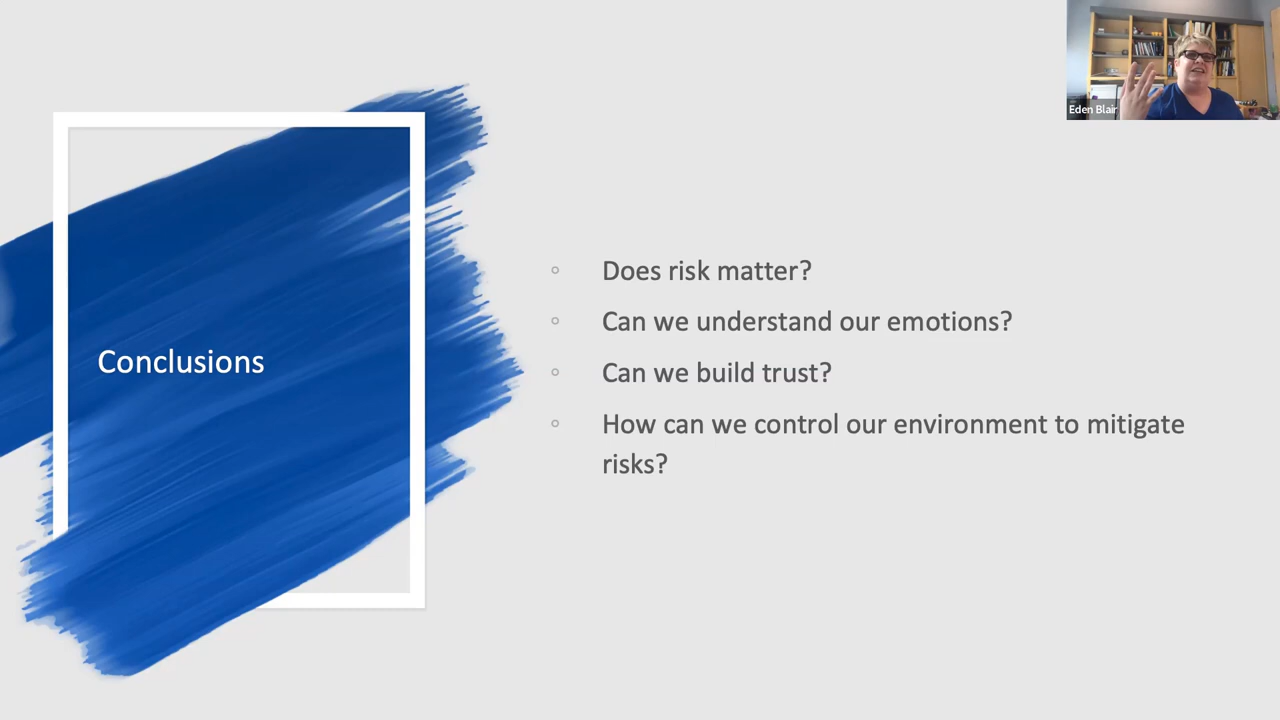 Eden Blair
Conclusions
Does risk matter?
Can we understand our emotions?
Can we build trust?
How can we control our environment to mitigate
risks?